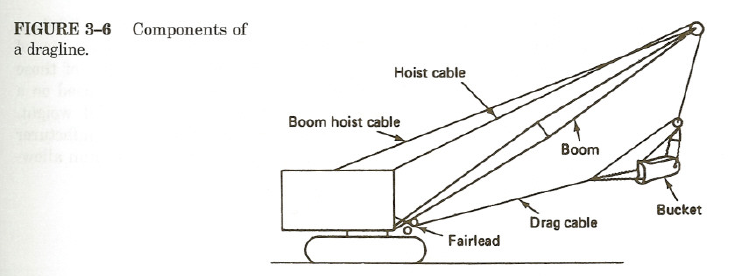 FIGURE 3–6 Components of
a dragline.
Hoist cable
Boom hoist cable
Boom
Bucket
Drag cable
Fairlead